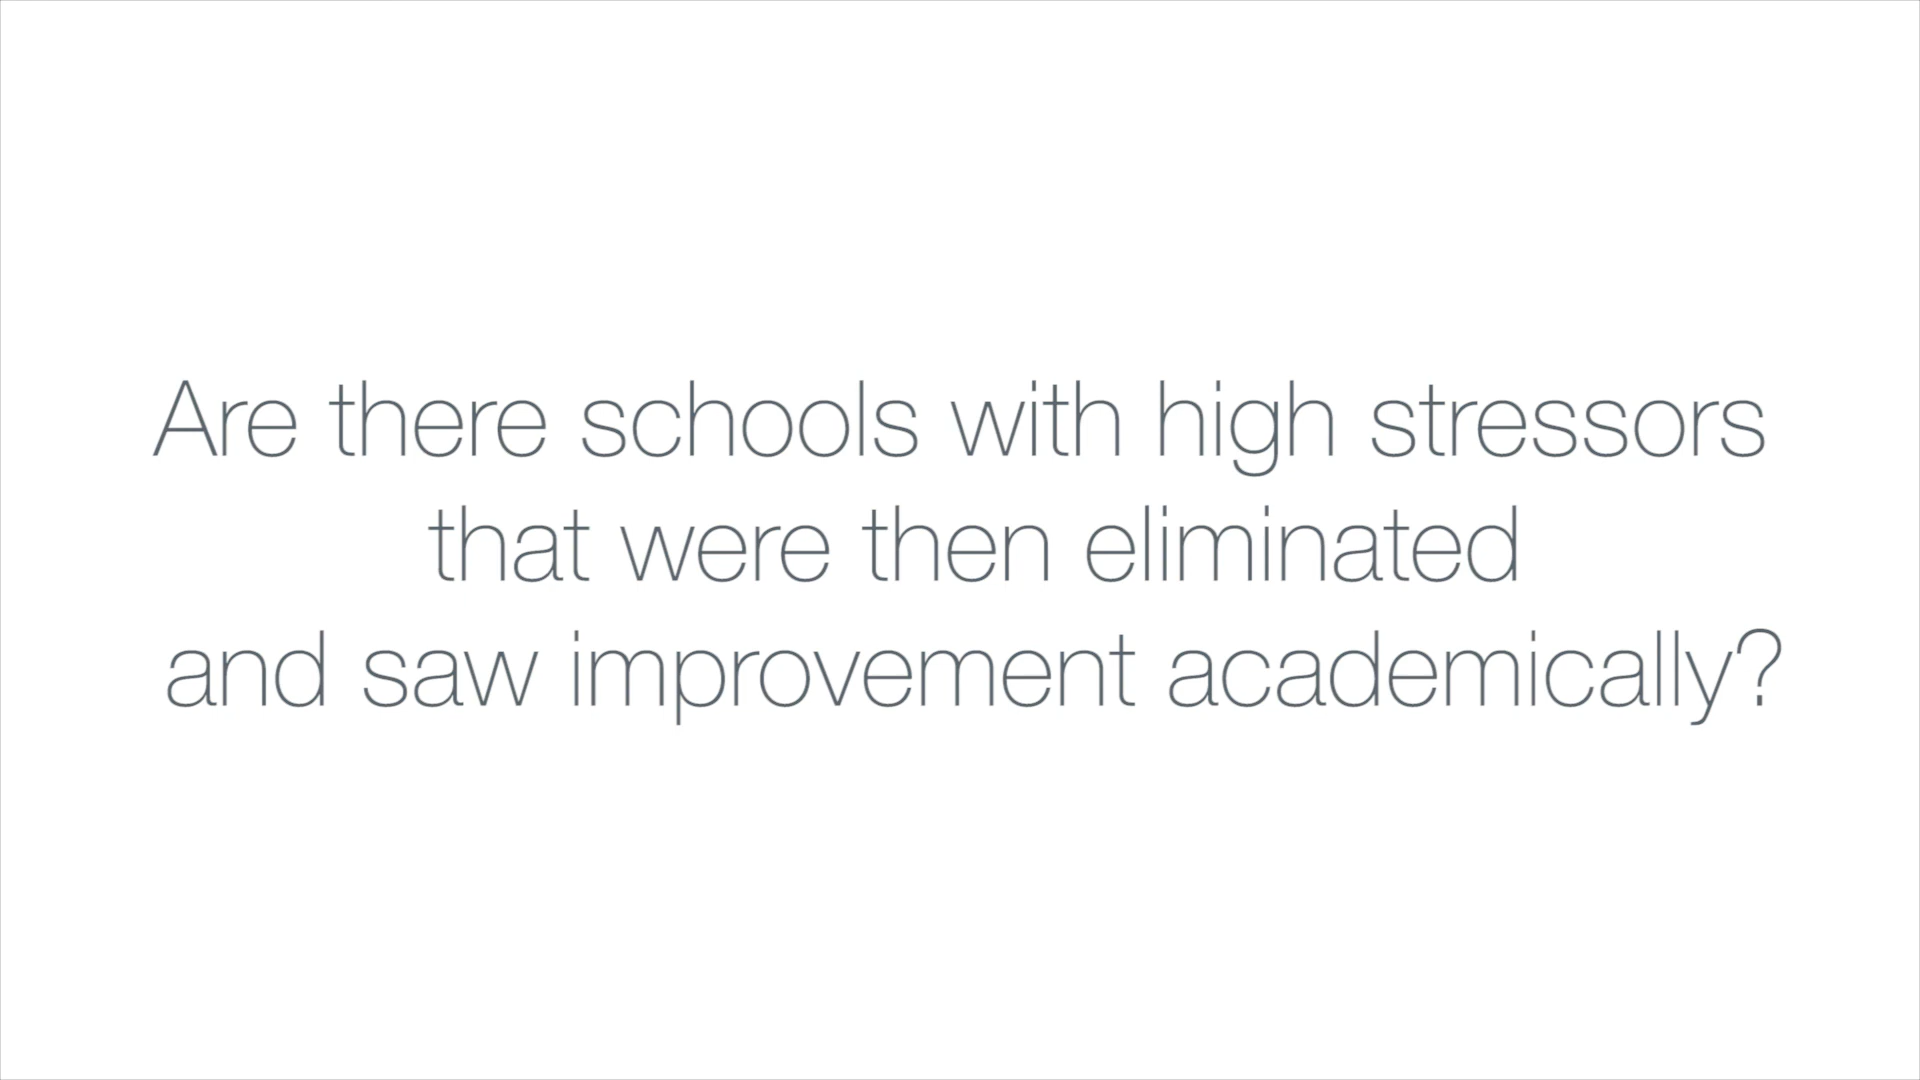 Are there schools with high stressors
that were then eliminated
and saw improvement academically?